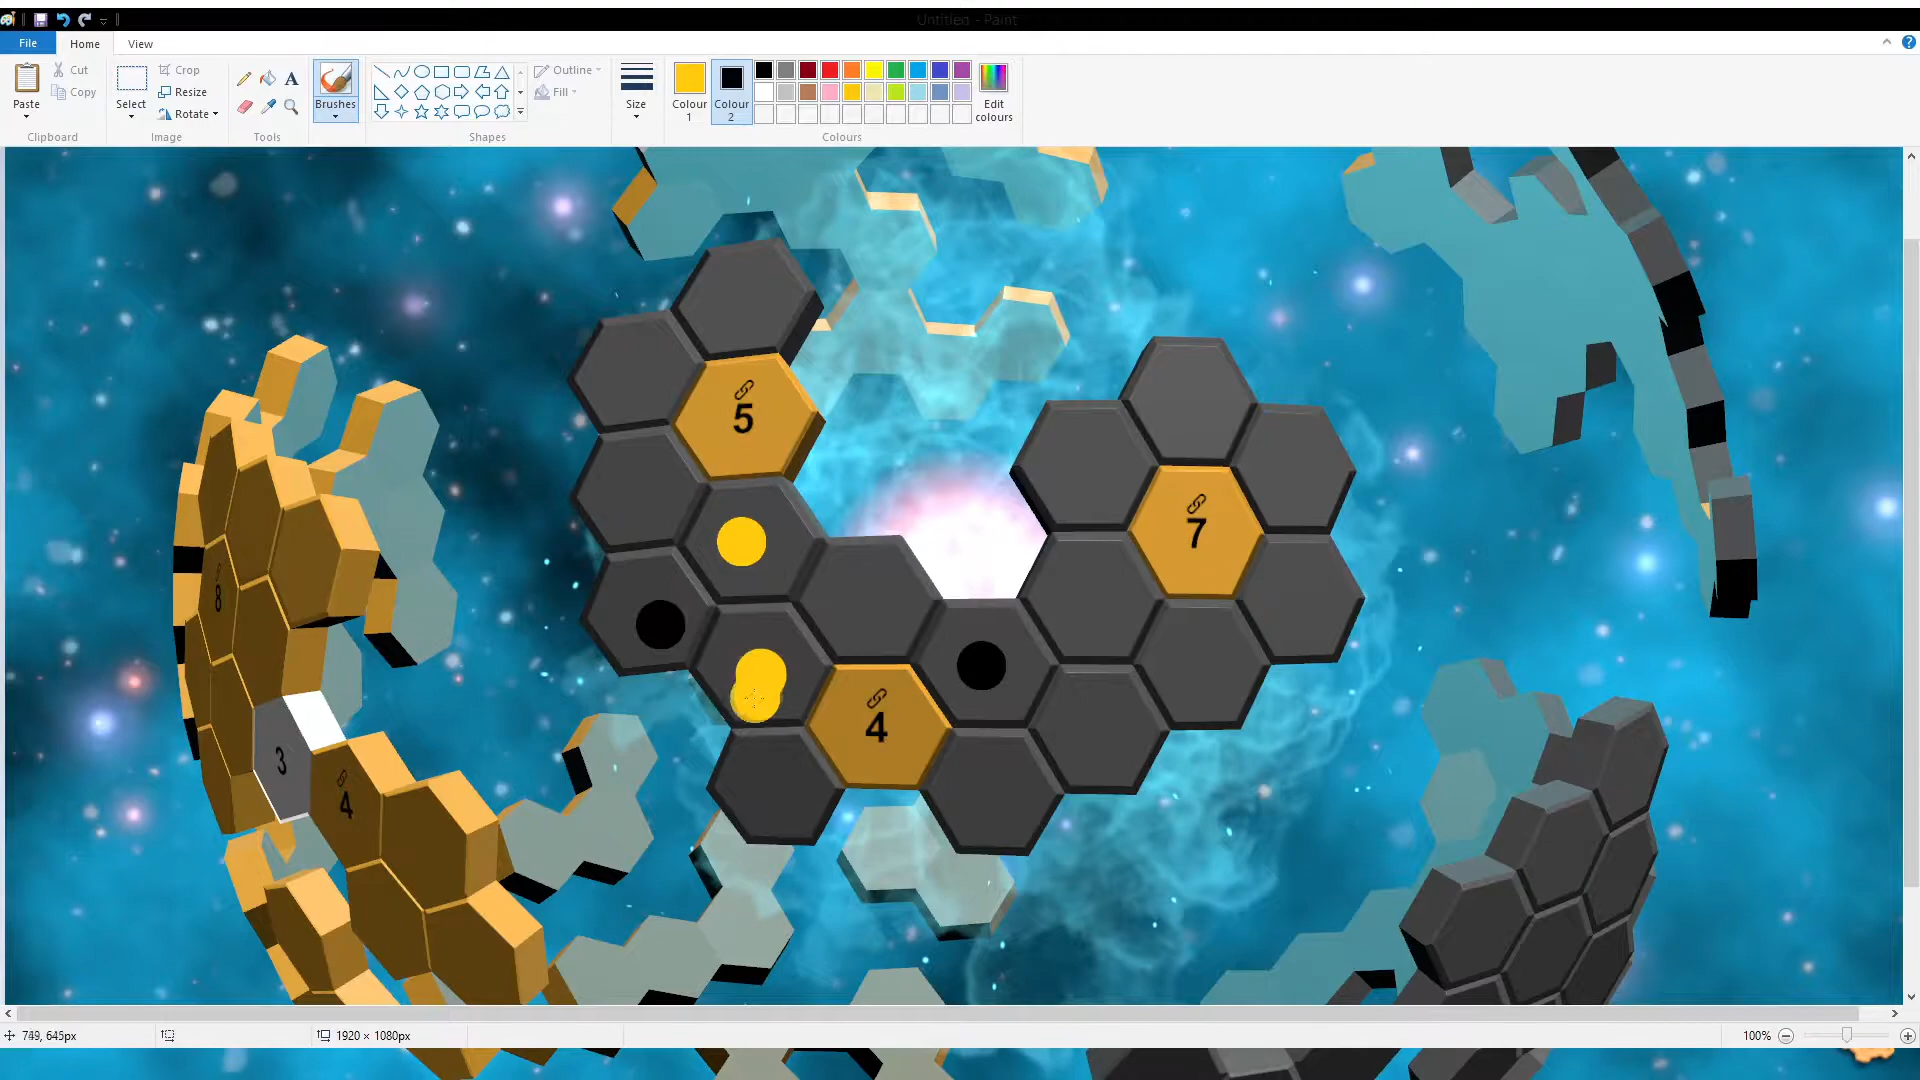 Untitled - Paint
File Home View
Paste
Cut
Copy
Clipboard
Select
Crop
Resize
Rotate
Image
A
Tools
Brushes
Shapes
Outline
Fill
Size
Colour 1
Colour 2
Edit colours
Colours
5
7
8
4
3
4
749, 645px
1920 × 1080px
100%